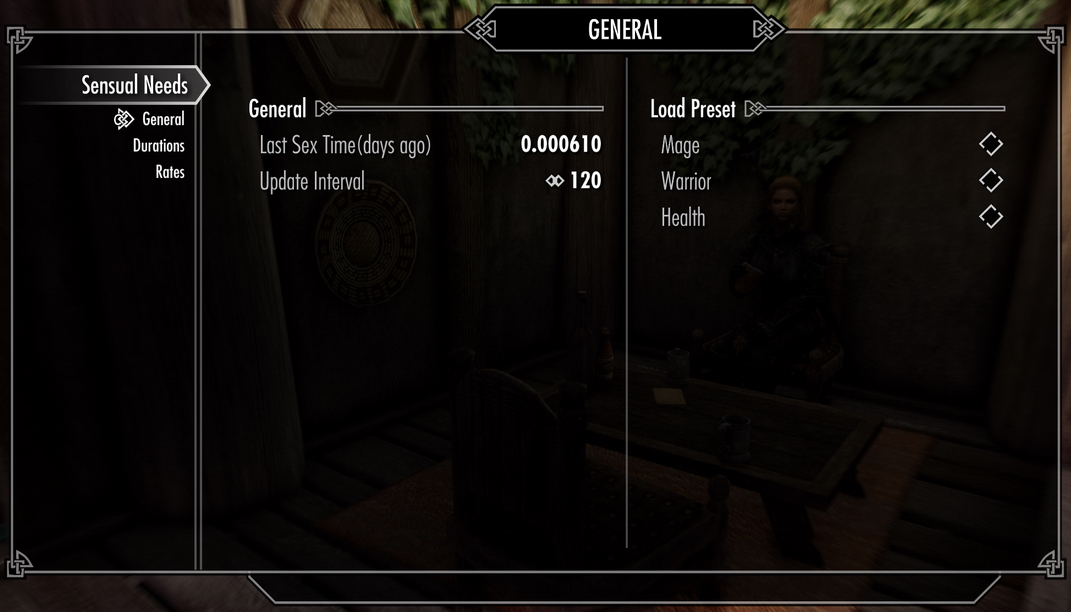 GENERAL
Sensual Needs
General
Durations
Rates
General
Last Sex Time(days ago) 0.000610
Update Interval 120
Load Preset
Mage
Warrior
Health